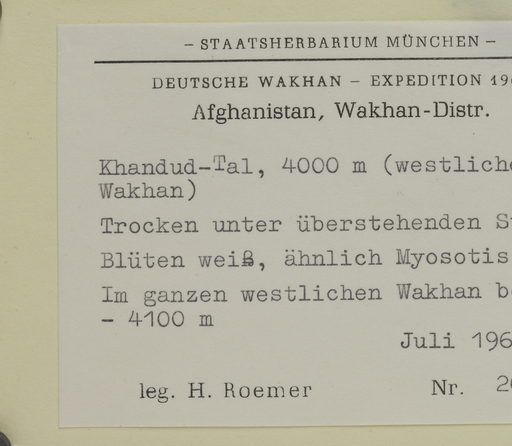 – STAATSHERBARIUM MÜNCHEN –
DEUTSCHE WAKHAN – EXPEDITION
Afghanistan, Wakhan-Distr.
Khandud-Tal, 4000 m
Wakhan)
Trocken unter überstehenden
Blüten weiß, ähnlich Myosotis
Im ganzen westlichen Wakhan
– 4100 m
Juli
leg. H. Roemer Nr.